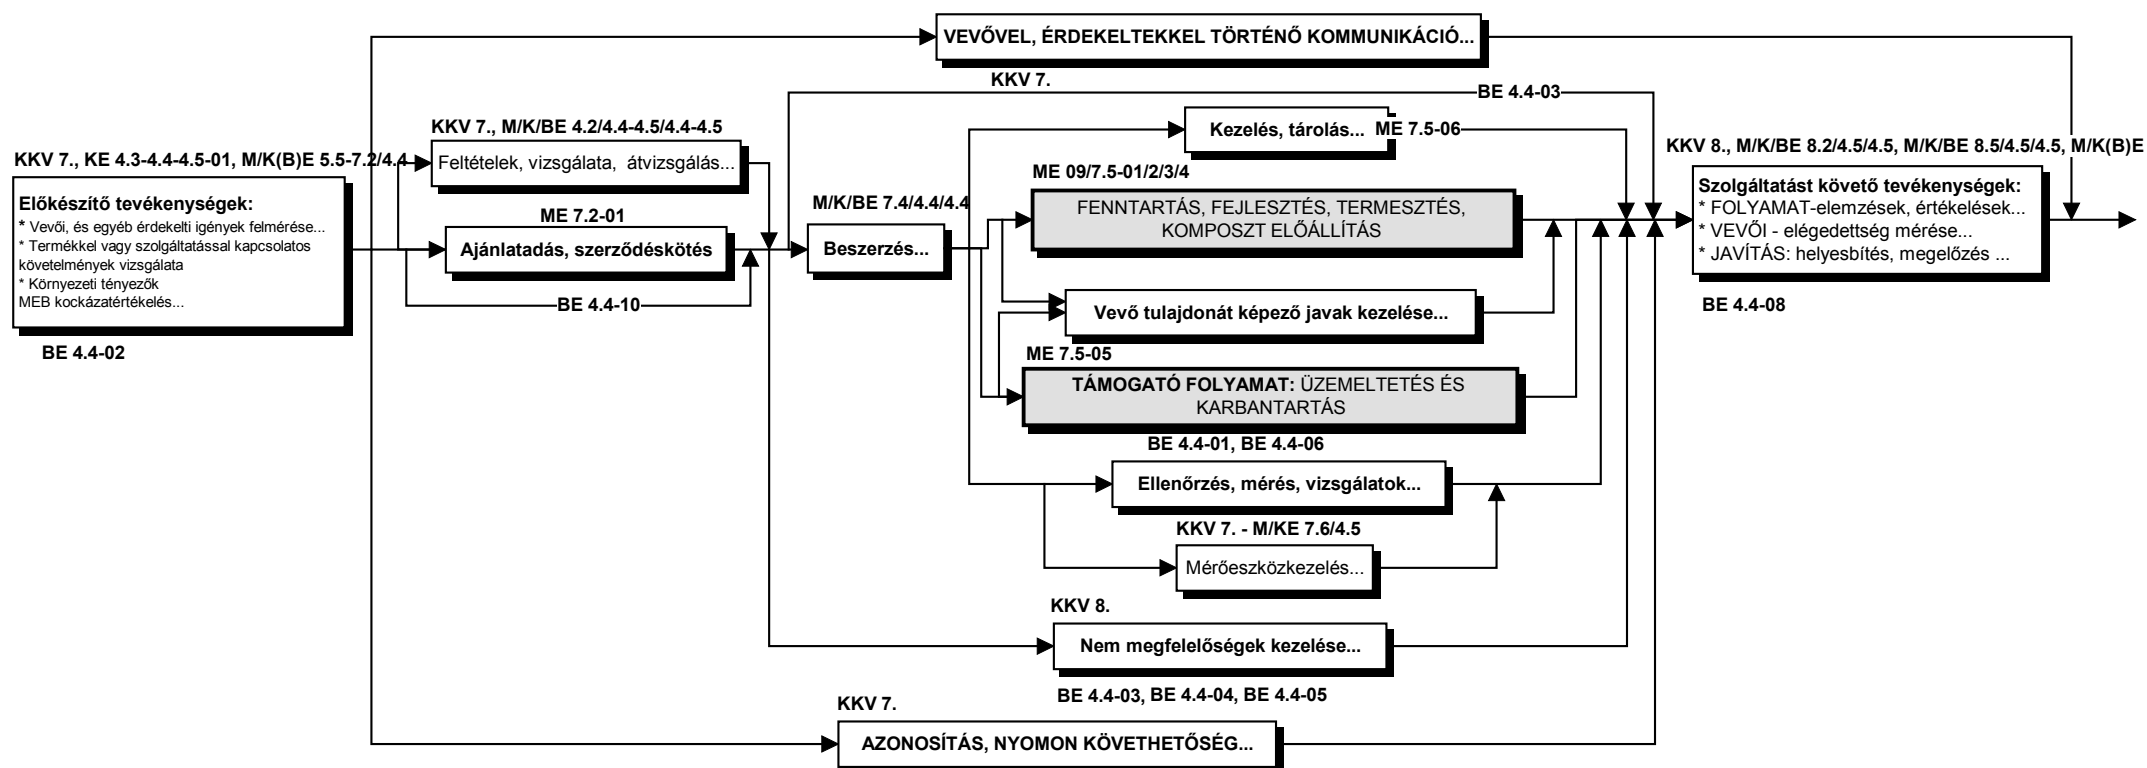 VEVŐVEL, ÉRDEKELTEKKEL TÖRTÉNŐ KOMMUNIKÁCIÓ...
KKV 7.
BE 4.4-03
KKV 7., M/K/BE 4.2/4.4-4.5/4.4-4.5
Feltételek, vizsgálata, átvizsgálás...
Kezelés, tárolás...
ME 7.5-06
KKV 7., KE 4.3-4.4-4.5-01, M/K(B)E 5.5-7.2/4.4
Előkészítő tevékenységek:
* Vevői, és egyéb érdekelti igények felmérése...
* Termékkel vagy szolgáltatással kapcsolatos
követelmények vizsgálata
* Környezeti tényezők
MEB kockázatértékelés...
BE 4.4-02
ME 7.2-01
Ajánlatadás, szerződéskötés
BE 4.4-10
M/K/BE 7.4/4.4/4.4
Beszerzés...
ME 09/7.5-01/2/3/4
FENNTARTÁS, FEJLESZTÉS, TERMESZTÉS,
KOMPOSZT ELŐÁLLÍTÁS
Vevő tulajdonát képező javak kezelése...
ME 7.5-05
TÁMOGATÓ FOLYAMAT: ÜZEMELTETÉS ÉS
KARBANTARTÁS
BE 4.4-01, BE 4.4-06
Ellenőrzés, mérés, vizsgálatok...
KKV 7. - M/KE 7.6/4.5
Mérőeszközkezelés...
KKV 8.
Nem megfelelőségek kezelése...
BE 4.4-03, BE 4.4-04, BE 4.4-05
KKV 7.
AZONOSÍTÁS, NYOMON KÖVETHETŐSÉG...
KKV 8., M/K/BE 8.2/4.5/4.5, M/K/BE 8.5/4.5/4.5, M/K(B)E
Szolgáltatást követő tevékenységek:
* FOLYAMAT-elemzések, értékelések...
* VEVŐI - elégedettség mérése...
* JAVÍTÁS: helyesbítés, megelőzés ...
BE 4.4-08